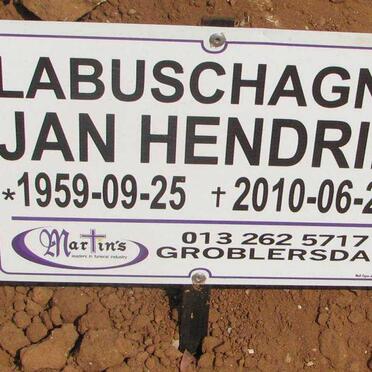 LABUSCHAGN
JAN HENDRI
*1959-09-25 †2010-06-2
Martin's
leaders in funeral industry
013 262 5717
GROBLERSDA